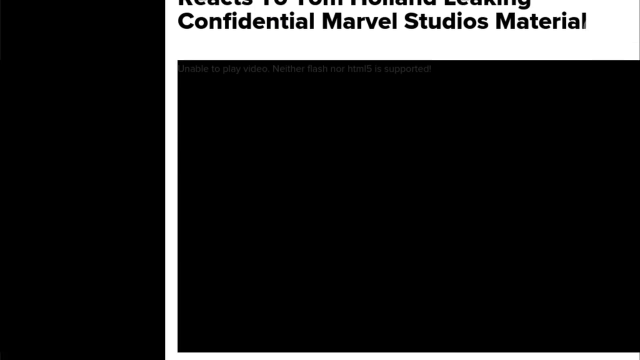 Reacts To Tom Holland Leaking
Confidential Marvel Studios Material
Unable to play video. Neither flash nor html5 is supported!